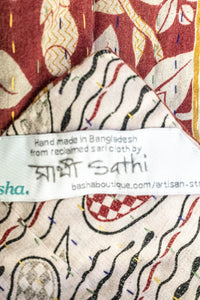 Hand made in Bangladesh
from reclaimed sari cloth by
সাথী Sathi
sha.
bashaboutique.com/artisan-st